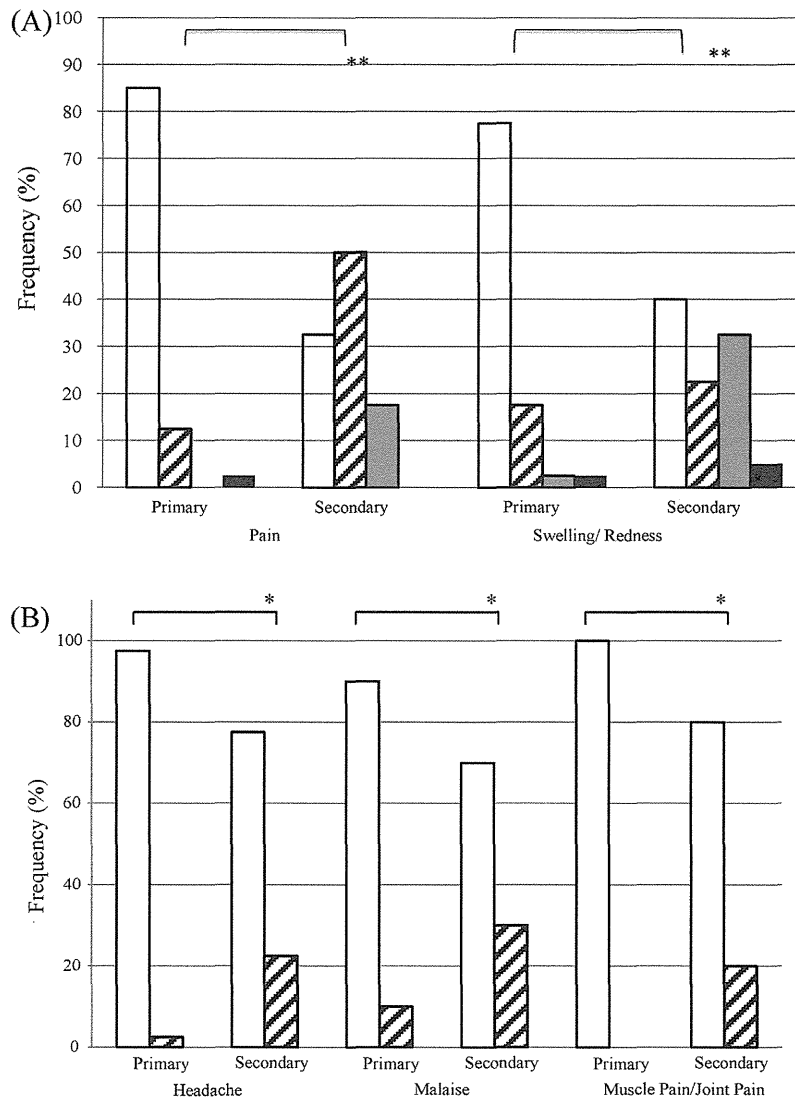 (A)
100
**
**
90
80
70
60
50
40
30
20
10
0
Frequency (%)
Primary Secondary Primary Secondary
Pain Swelling/ Redness
(B)
* * *
100
80
60
40
20
0
Frequency (%)
Primary Secondary Primary Secondary Primary Secondary
Headache Malaise Muscle Pain/Joint Pain